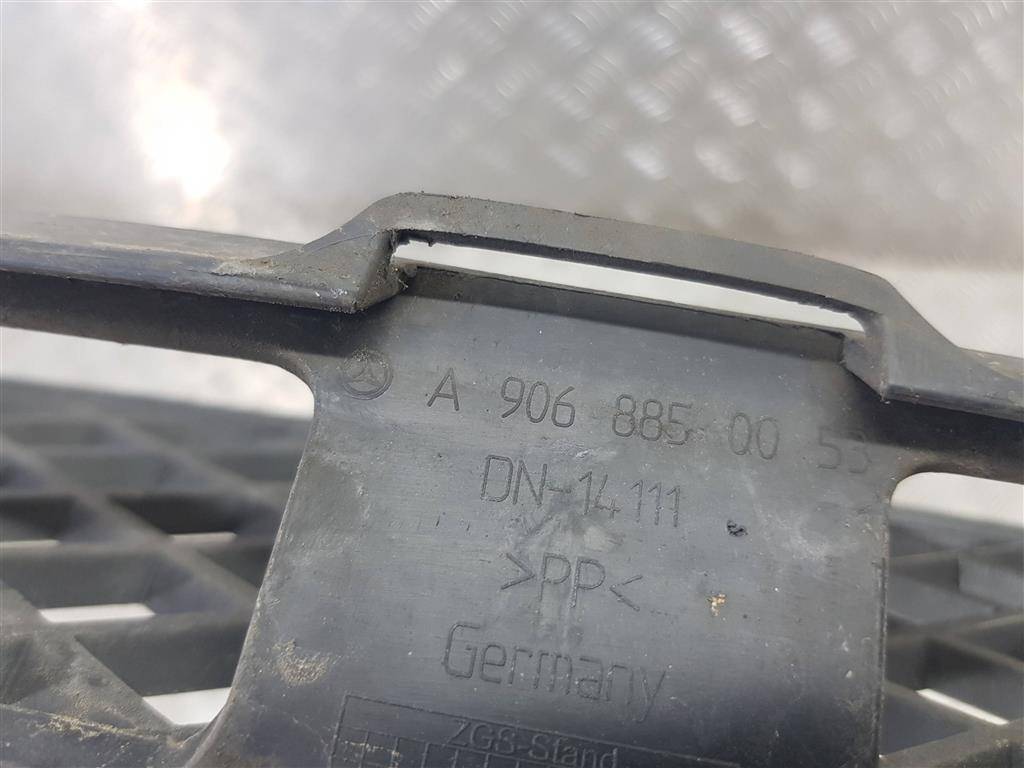 A 906 885 00 53
DN-14111
>PP<
Germany
ZGS-Stand